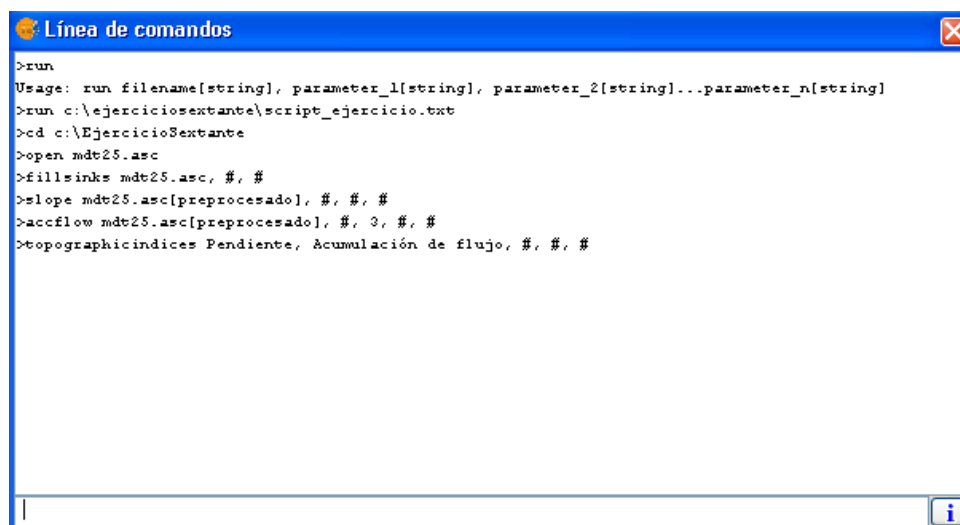 Línea de comandos
>run
Usage: run filename[string], parameter_1[string], parameter_2[string]...parameter_n[string]
>run c:\ejerciciosextante\script_ejercicio.txt
>cd c:\EjercicioSextante
>open mdt25.asc
>fillsinks mdt25.asc, #, #
>slope mdt25.asc[preprocesado], #, #, #
>accflow mdt25.asc[preprocesado], #, 3, #, #
>topographicindices Pendiente, Acumulación de flujo, #, #, #
i